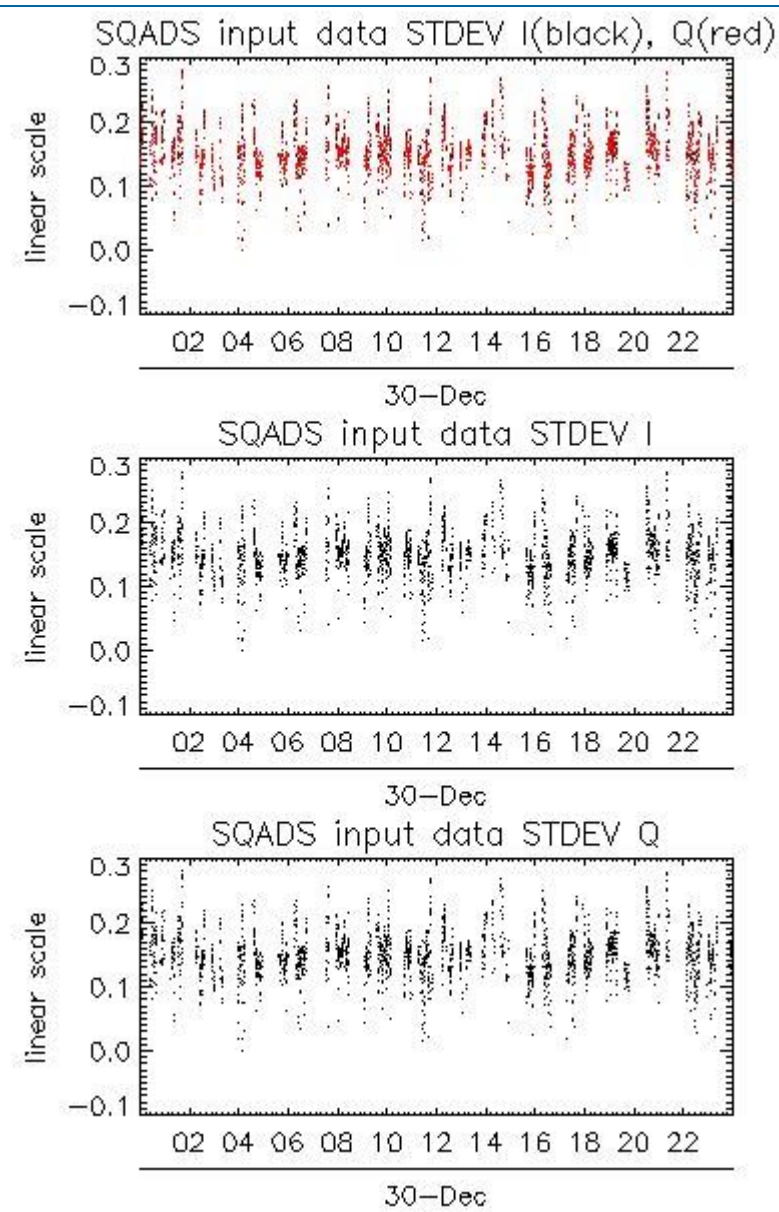 SQADS input data STDEV I(black), Q(red)
0.3
0.2
0.1
0.0
−0.1
linear scale
02 04 06 08 10 12 14 16 18 20 22
30−Dec
SQADS input data STDEV I
0.3
0.2
0.1
0.0
−0.1
linear scale
02 04 06 08 10 12 14 16 18 20 22
30−Dec
SQADS input data STDEV Q
0.3
0.2
0.1
0.0
−0.1
linear scale
02 04 06 08 10 12 14 16 18 20 22
30−Dec